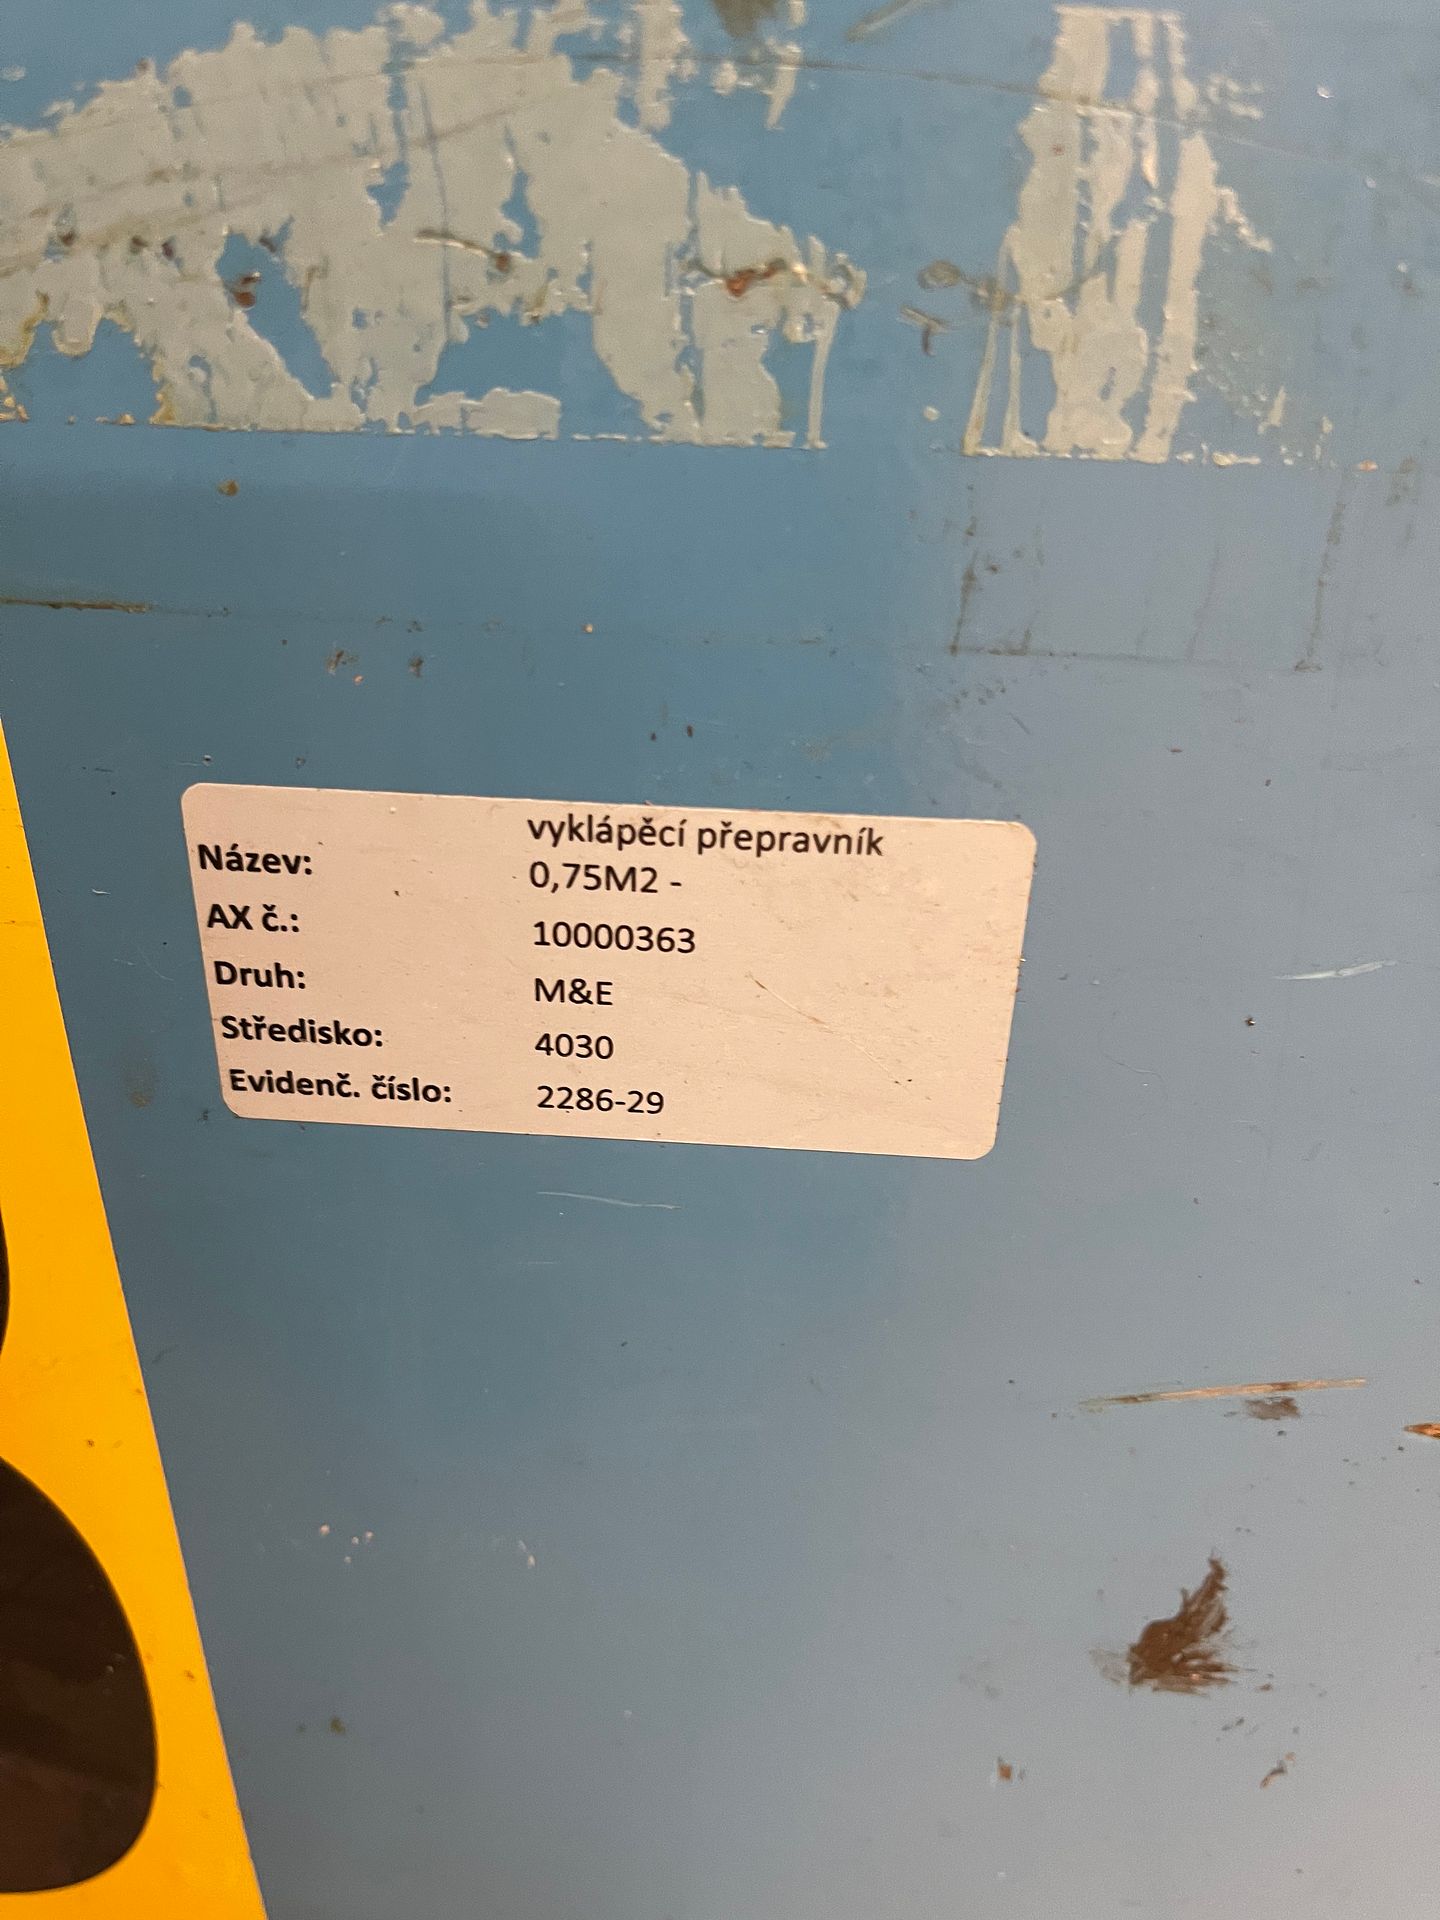 Název: vyklápěcí přepravník
0,75M2 -
AX č.: 10000363
Druh: M&E
Středisko: 4030
Evidenč. číslo: 2286-29